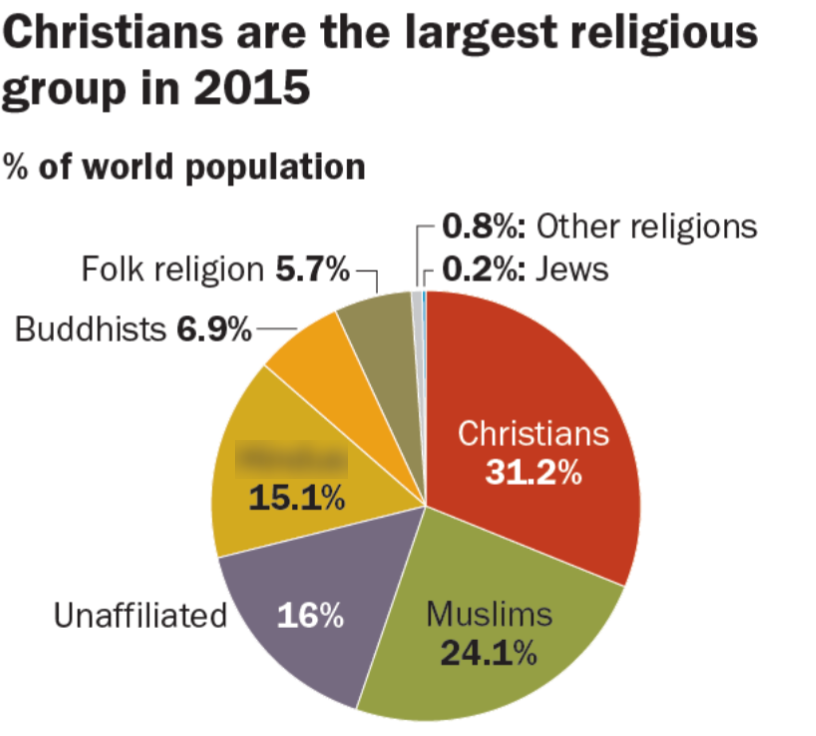 Christians are the largest religious
group in 2015
% of world population
0.8%: Other religions
Folk religion 5.7%
0.2%: Jews
Buddhists 6.9%
Christians
31.2%
15.1%
Unaffiliated
16%
Muslims
24.1%